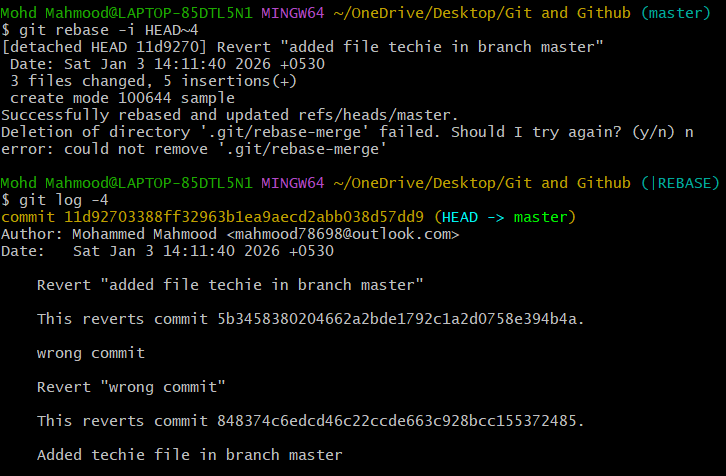 Mohd Mahmood@LAPTOP-85DTL5N1 MINGW64 ~/OneDrive/Desktop/Git and Github (master)
$ git rebase -i HEAD~4
[detached HEAD 11d9270] Revert "added file techie in branch master"
 Date: Sat Jan 3 14:11:40 2026 +0530
 3 files changed, 5 insertions(+)
 create mode 100644 sample
Successfully rebased and updated refs/heads/master.
Deletion of directory '.git/rebase-merge' failed. Should I try again? (y/n) n
error: could not remove '.git/rebase-merge'
Mohd Mahmood@LAPTOP-85DTL5N1 MINGW64 ~/OneDrive/Desktop/Git and Github (|REBASE)
$ git log -4
commit 11d92703388ff32963b1ea9aecd2abb038d57dd9 (HEAD -> master)
Author: Mohammed Mahmood <mahmood78698@outlook.com>
Date:   Sat Jan 3 14:11:40 2026 +0530
    Revert "added file techie in branch master"
    This reverts commit 5b3458380204662a2bde1792c1a2d0758e394b4a.
    wrong commit
    Revert "wrong commit"
    This reverts commit 848374c6edcd46c22ccde663c928bcc155372485.
    Added techie file in branch master